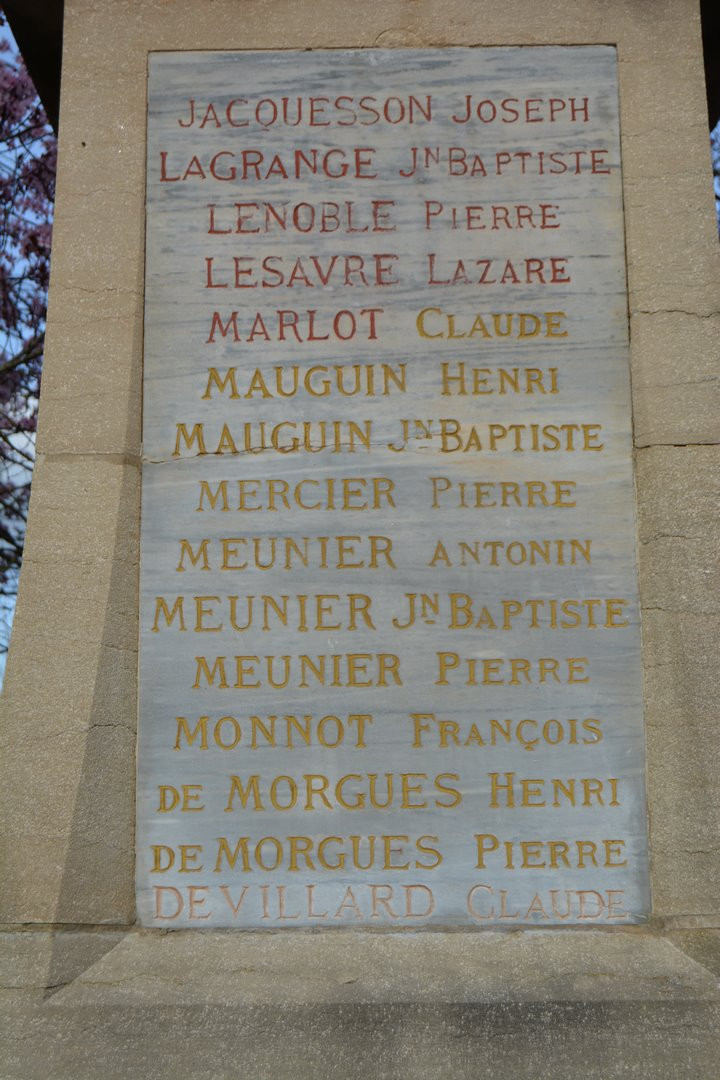 JACQUESSON JOSEPH
LAGRANGE JN BAPTISTE
LENOBLE PIERRE
LESAVRE LAZARE
MARLOT CLAUDE
MAUGUIN HENRI
MAUGUIN JN BAPTISTE
MERCIER PIERRE
MEUNIER ANTONIN
MEUNIER JN BAPTISTE
MEUNIER PIERRE
MONNOT FRANÇOIS
DE MORGUES HENRI
DE MORGUES PIERRE
DEVILLARD CLAUDE